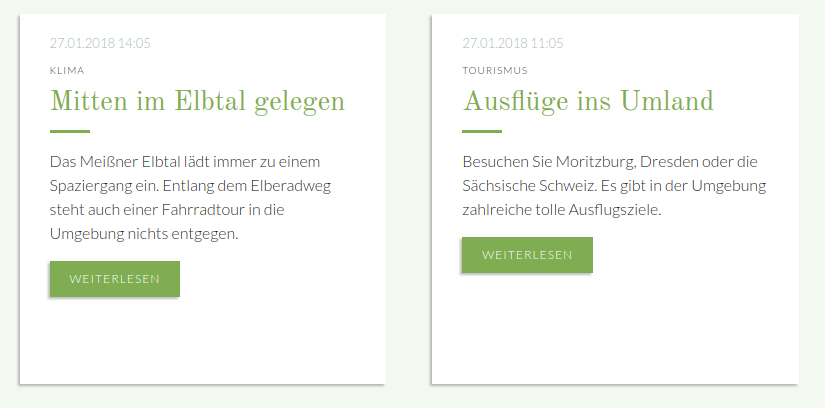 27.01.2018 14:05
KLIMA
Mitten im Elbtal gelegen
Das Meißner Elbtal lädt immer zu einem
Spaziergang ein. Entlang dem Elberadweg
steht auch einer Fahrradtour in die
Umgebung nichts entgegen.
WEITERLESEN
27.01.2018 11:05
TOURISMUS
Ausflüge ins Umland
Besuchen Sie Moritzburg, Dresden oder die
Sächsische Schweiz. Es gibt in der Umgebung
zahlreiche tolle Ausflugsziele.
WEITERLESEN